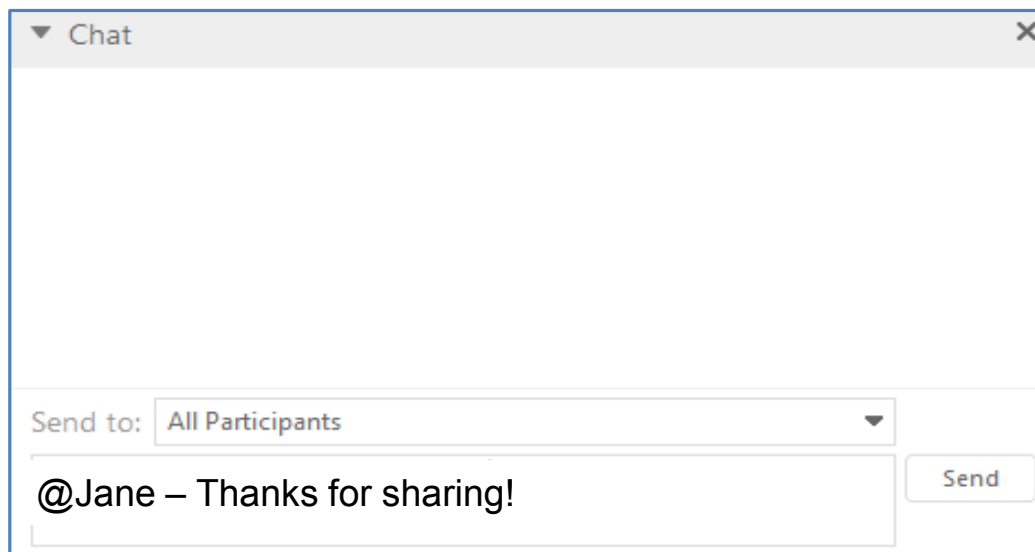 Chat
Send to: All Participants
@Jane – Thanks for sharing!
Send